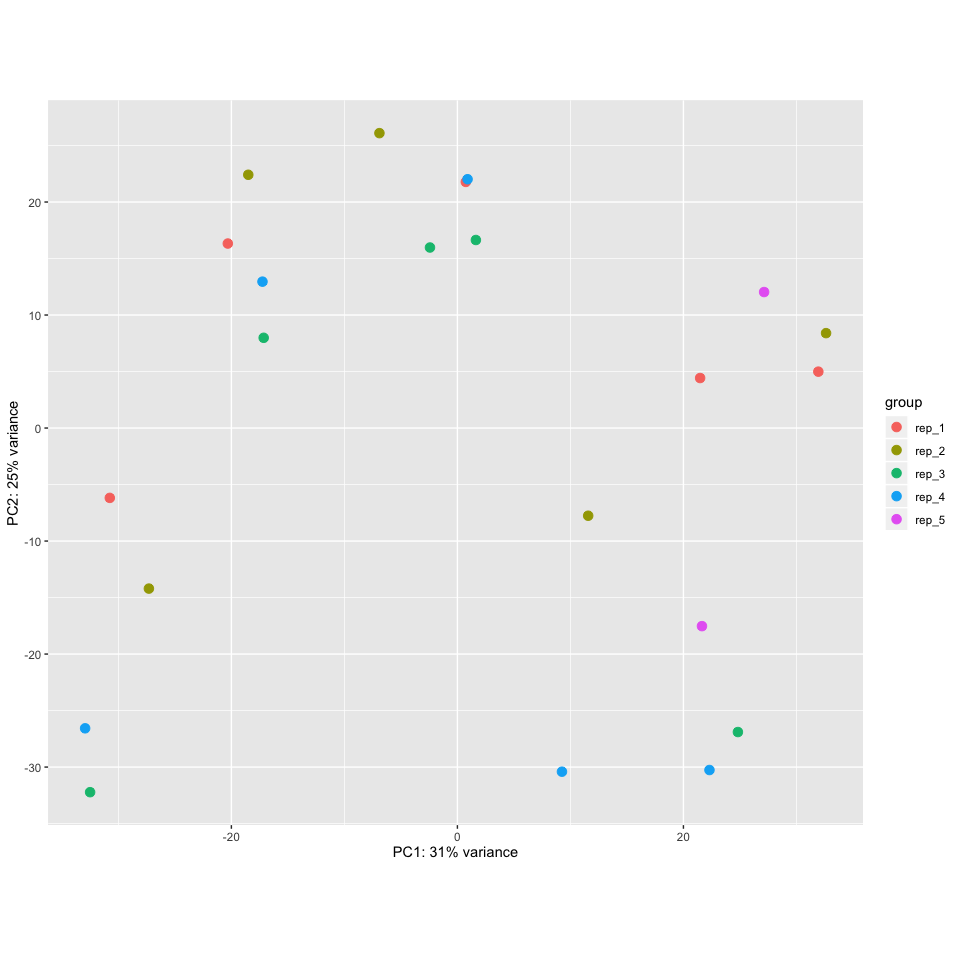 20
10
0
-10
-20
-30
PC2: 25% variance
-20
0
20
PC1: 31% variance
group
rep_1
rep_2
rep_3
rep_4
rep_5